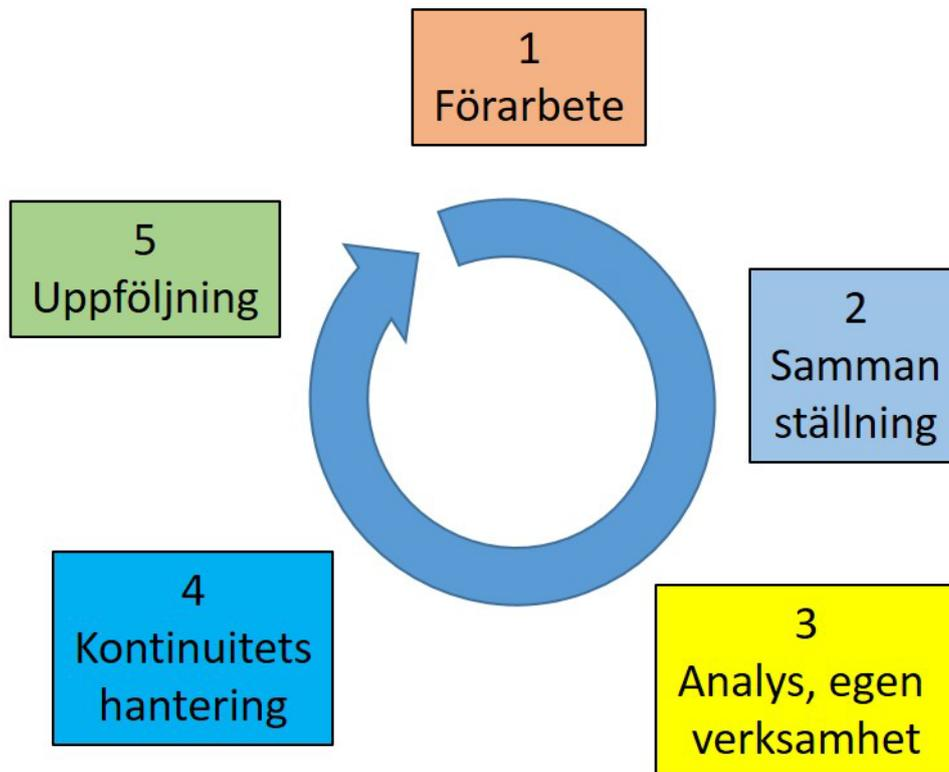 1
Förarbete
2
Samman
ställning
3
Analys, egen
verksamhet
4
Kontinuitets
hantering
5
Uppföljning